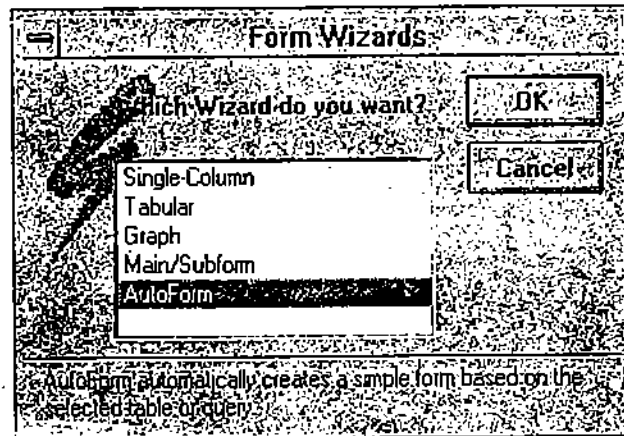 Form Wizards
Which Wizard do you want?
OK
Cancel
Single-Column
Tabular
Graph
Main/Subform
AutoForm
AutoForm automatically creates a simple form based on the
selected table or query.